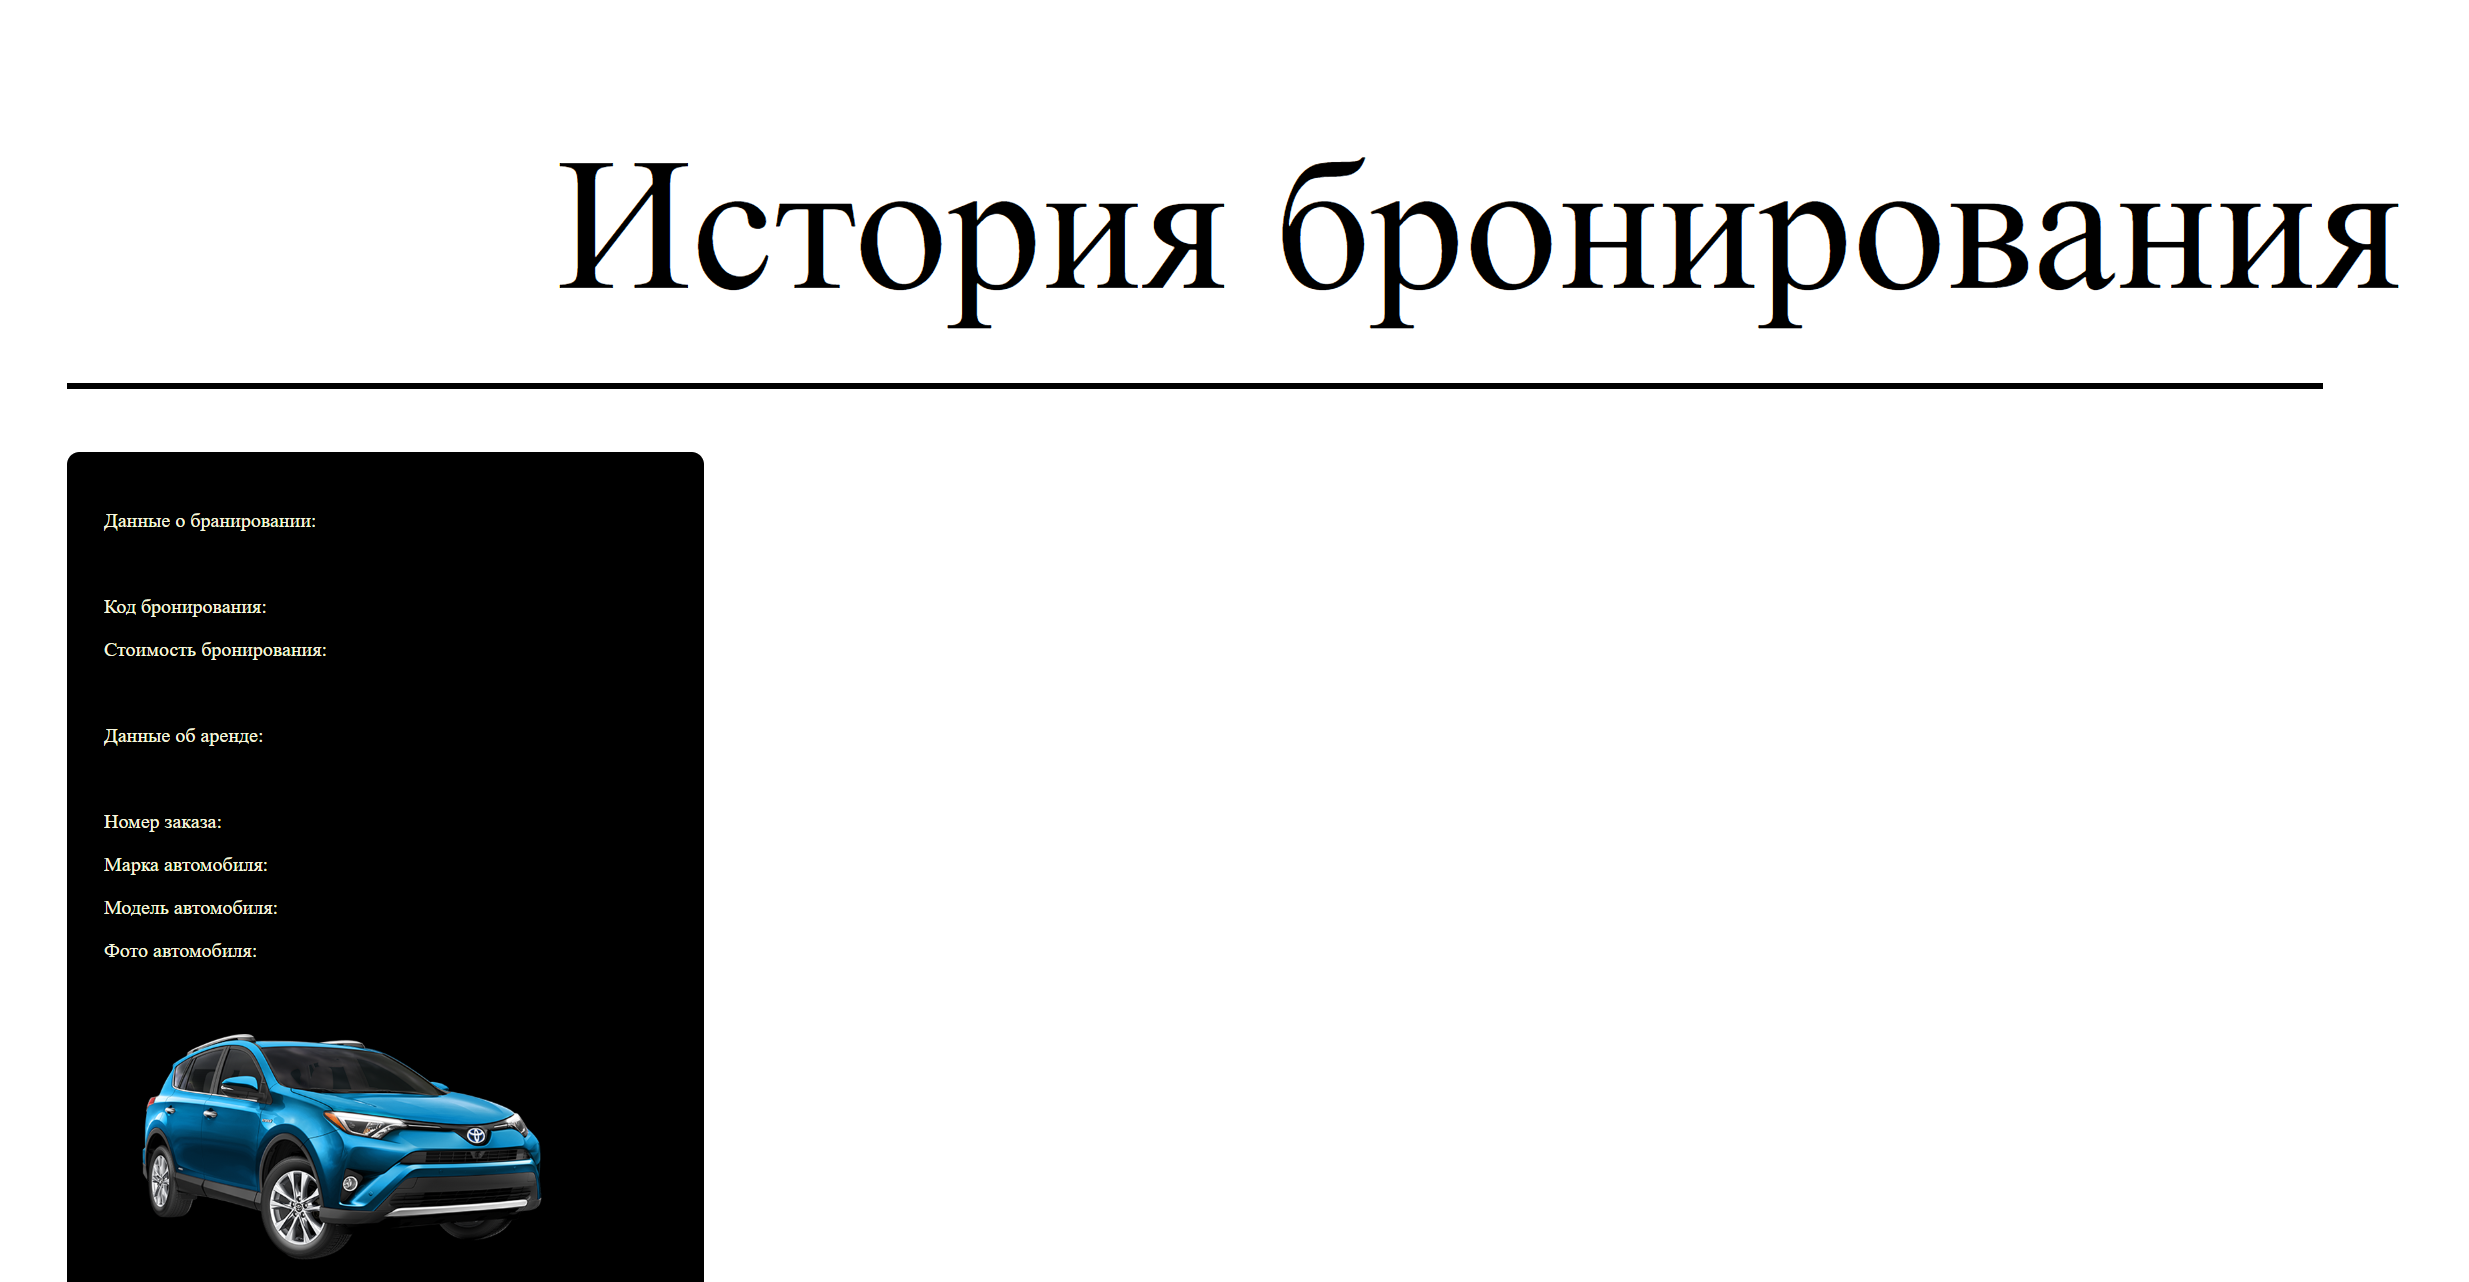 История бронирования
Данные о бранировании:
Код бронирования:
Стоимость бронирования:
Данные об аренде:
Номер заказа:
Марка автомобиля:
Модель автомобиля:
Фото автомобиля: